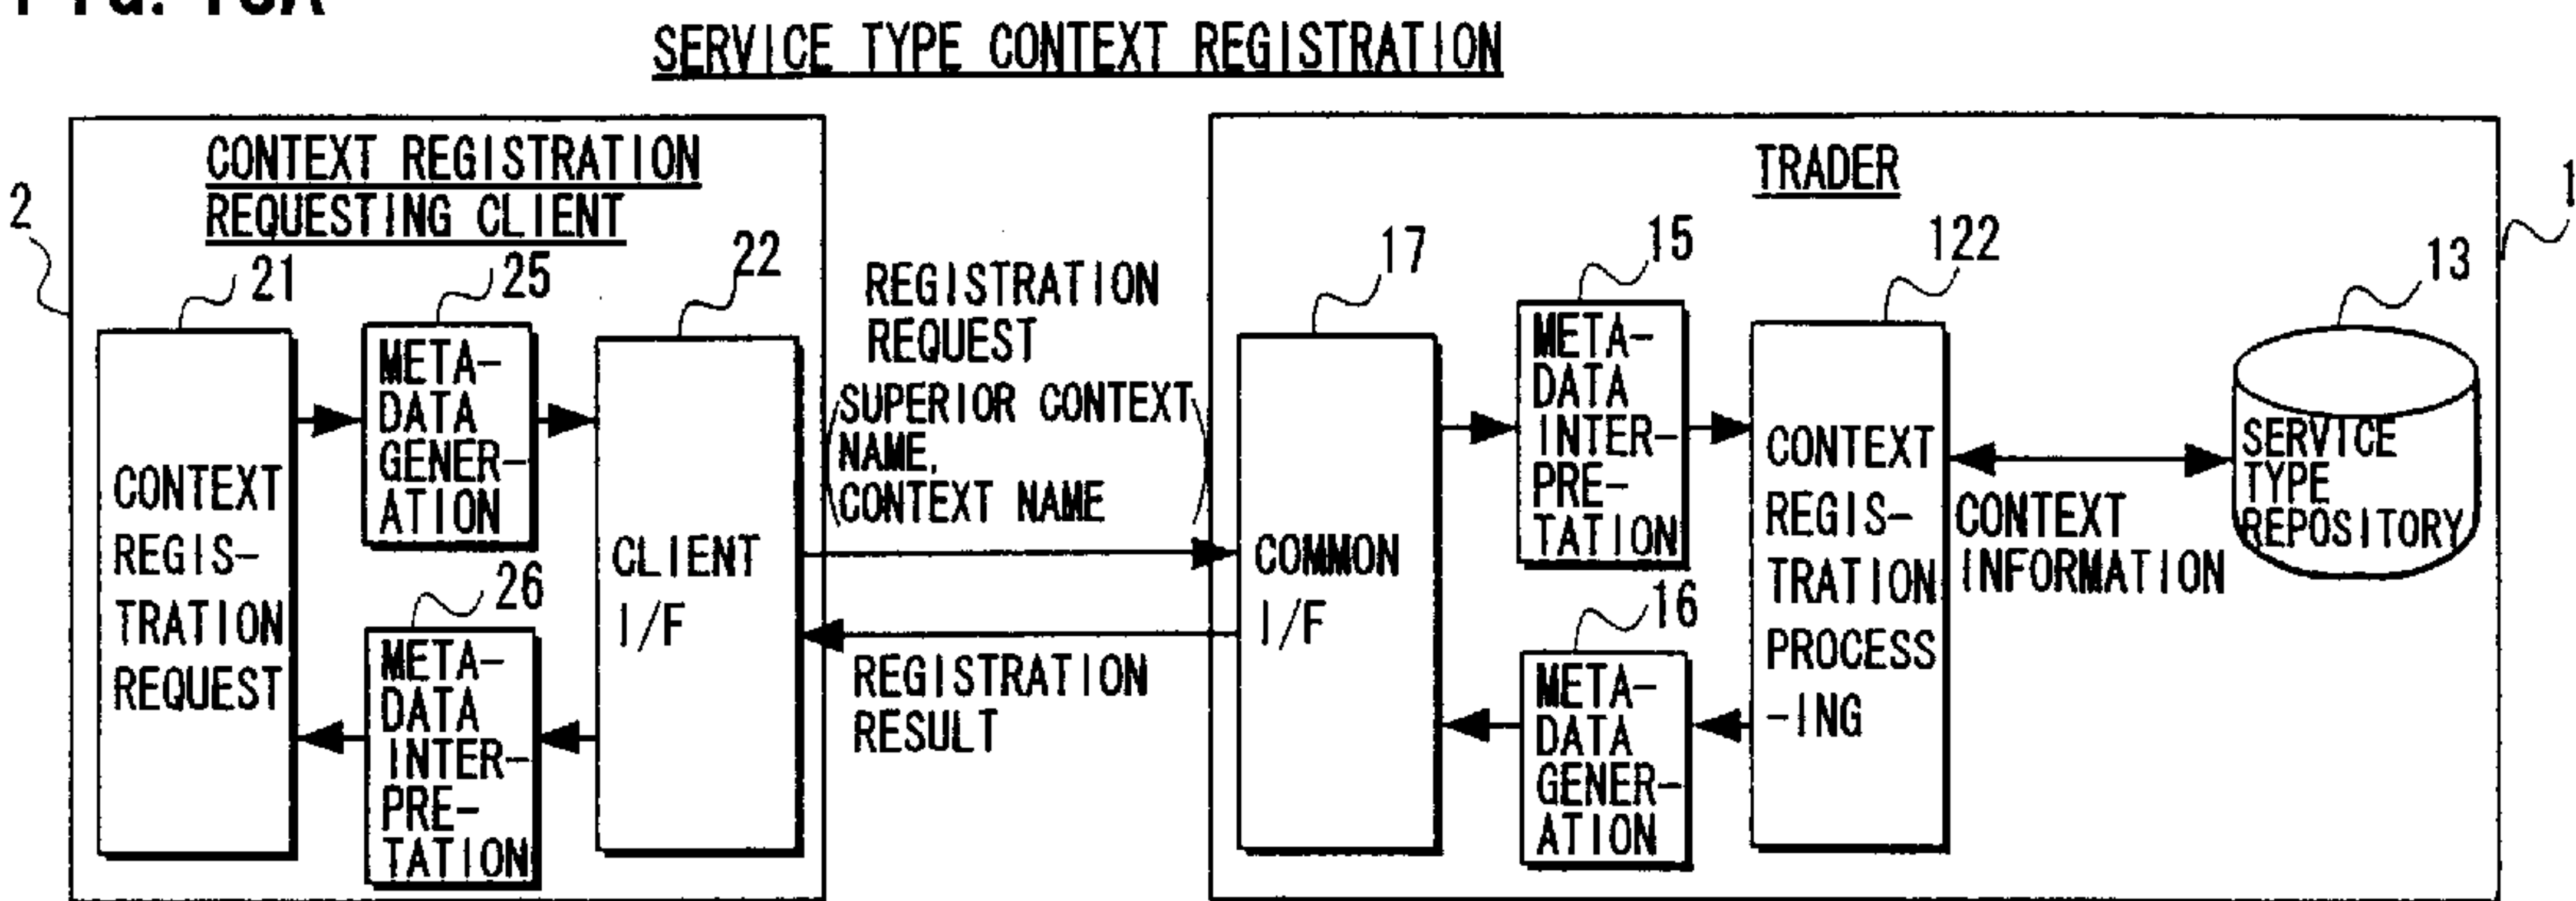 SERVICE TYPE CONTEXT REGISTRATION
CONTEXT REGISTRATION
REQUESTING CLIENT
2
21
25
22
CONTEXT
REGIS-
TRATION
REQUEST
META-
DATA
GENER-
ATION
26
META-
DATA
INTER-
PRE-
TATION
CLIENT
I/F
REGISTRATION
REQUEST
SUPERIOR CONTEXT
NAME,
CONTEXT NAME
REGISTRATION
RESULT
TRADER
1
17
15
122
13
COMMON
I/F
META-
DATA
INTER-
PRE-
TATION
16
META-
DATA
GENER-
ATION
CONTEXT
REGIS-
TRATION
PROCESS
-ING
CONTEXT
INFORMATION
SERVICE
TYPE
REPOSITORY